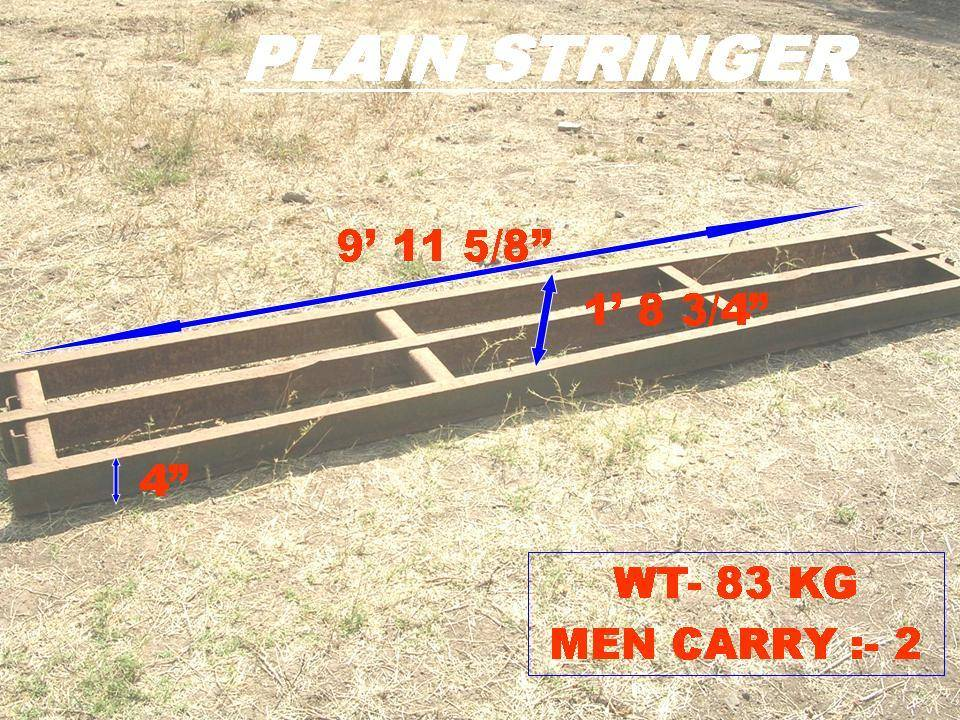 PLAIN STRINGER
9’ 11 5/8”
1’ 8 3/4”
4”
WT- 83 KG
MEN CARRY :- 2